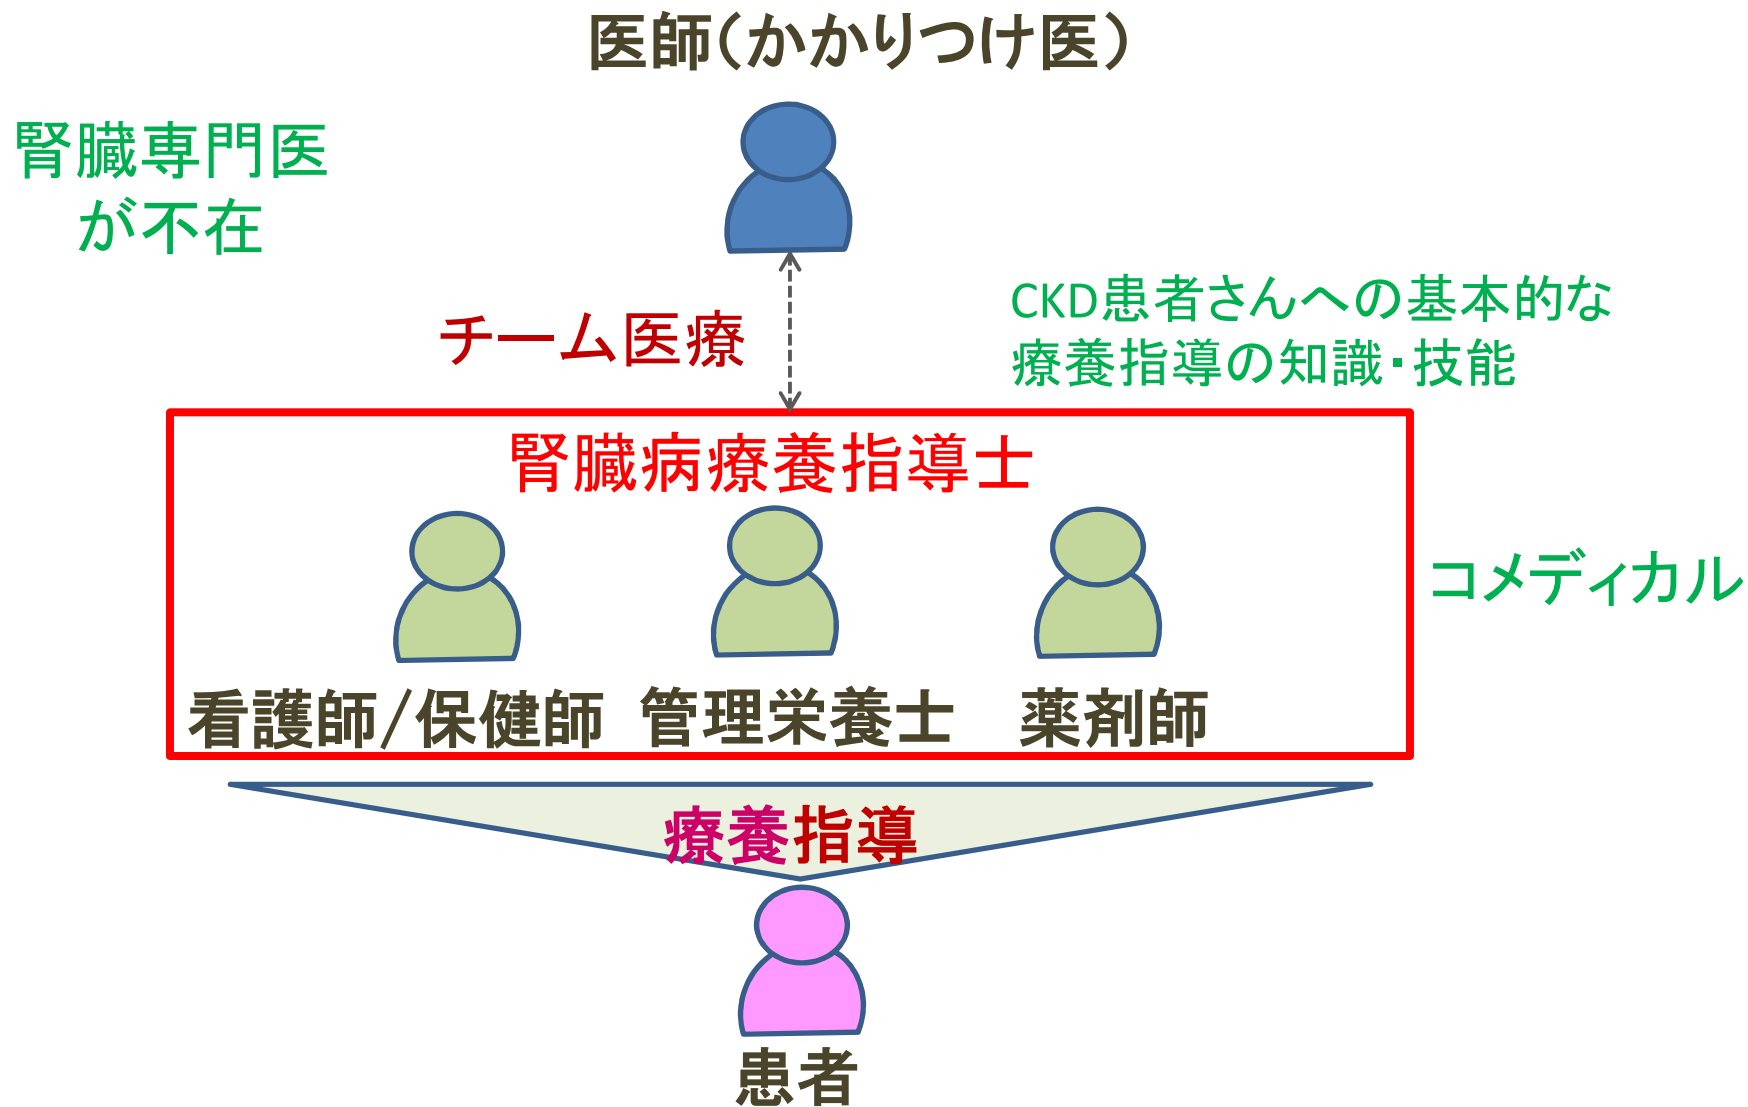 医師（かかりつけ医）
腎臓専門医
が不在
CKD患者さんへの基本的な
療養指導の知識・技能
チーム医療
腎臓病療養指導士
コメディカル
看護師/保健師 管理栄養士 薬剤師
療養指導
患者